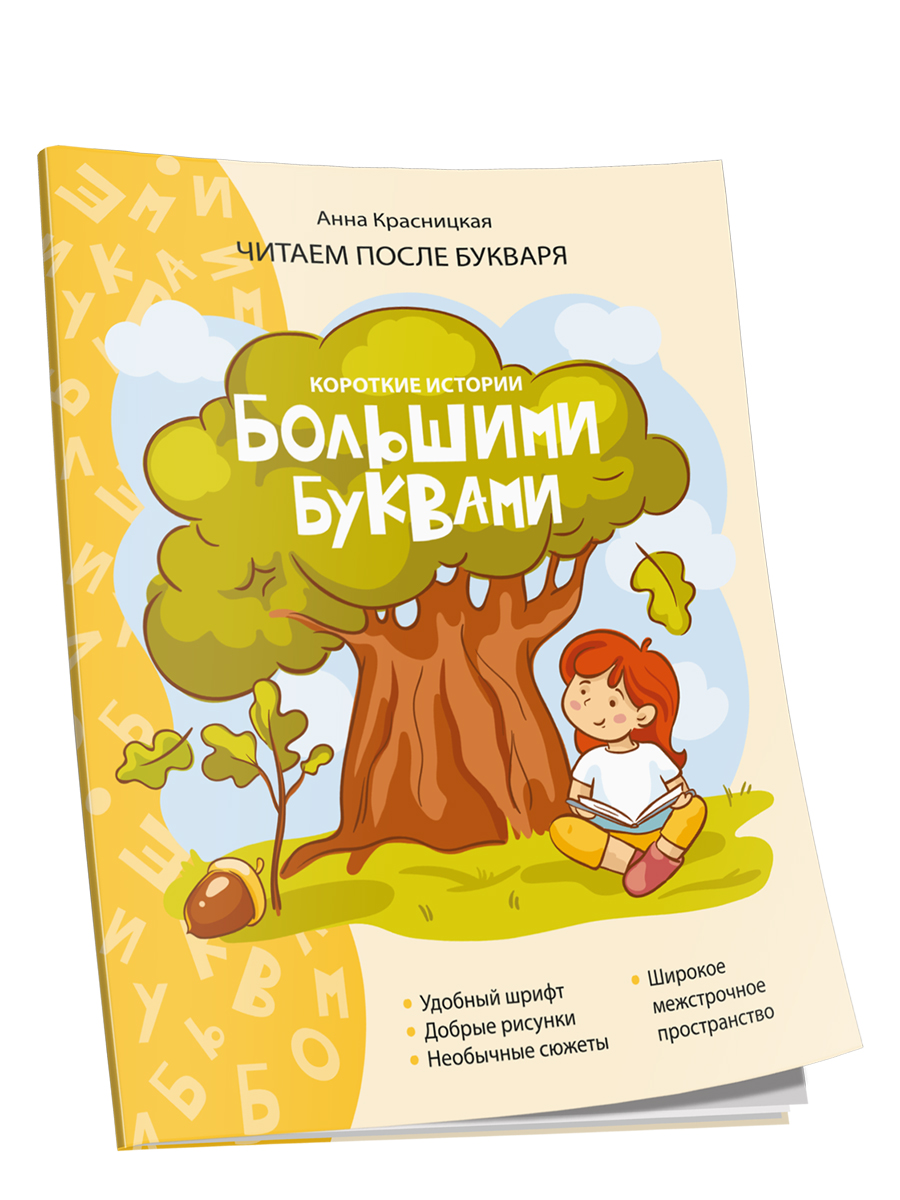 Анна Красницкая
ЧИТАЕМ ПОСЛЕ БУКВАРЯ
КОРОТКИЕ ИСТОРИИ
БОЛЬШИМИ
БУКВАМИ
• Удобный шрифт
• Добрые рисунки
• Необычные сюжеты
• Широкое
межстрочное
пространство